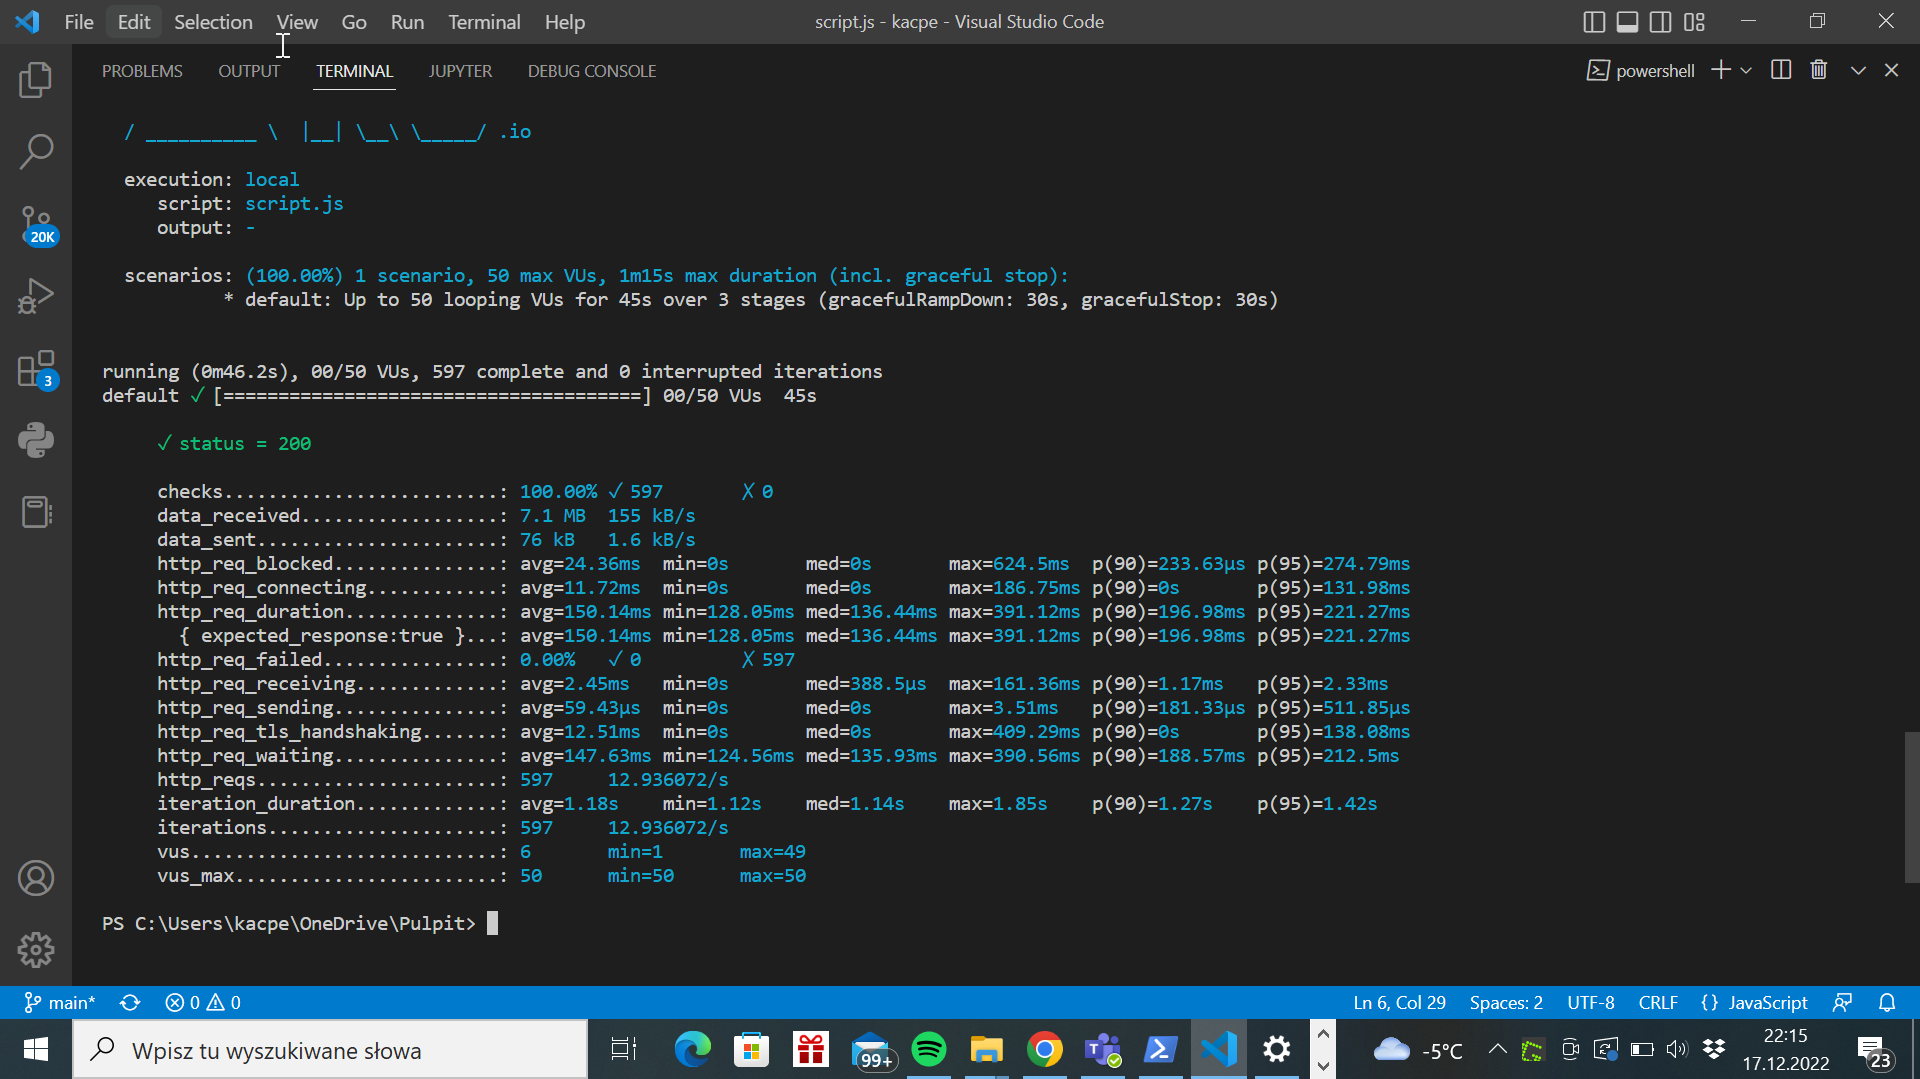 File Edit Selection View Go Run Terminal Help script.js - kacpe - Visual Studio Code
PROBLEMS OUTPUT TERMINAL JUPYTER DEBUG CONSOLE powershell
/ __________ \  |__| \__\ \_____/ .io
execution: local
script: script.js
output: -
20K
scenarios: (100.00%) 1 scenario, 50 max VUs, 1m15s max duration (incl. graceful stop):
* default: Up to 50 looping VUs for 45s over 3 stages (gracefulRampDown: 30s, gracefulStop: 30s)
3
running (0m46.2s), 00/50 VUs, 597 complete and 0 interrupted iterations
default ✓ [======================================] 00/50 VUs  45s
✓ status = 200
checks.........................: 100.00% ✓ 597 ✗ 0
data_received..................: 7.1 MB 155 kB/s
data_sent......................: 76 kB 1.6 kB/s
http_req_blocked...............: avg=24.36ms min=0s med=0s max=624.5ms p(90)=233.63µs p(95)=274.79ms
http_req_connecting............: avg=11.72ms min=0s med=0s max=186.75ms p(90)=0s p(95)=131.98ms
http_req_duration..............: avg=150.14ms min=128.05ms med=136.44ms max=391.12ms p(90)=196.98ms p(95)=221.27ms
{ expected_response:true }...: avg=150.14ms min=128.05ms med=136.44ms max=391.12ms p(90)=196.98ms p(95)=221.27ms
http_req_failed................: 0.00% ✓ 0 ✗ 597
http_req_receiving.............: avg=2.45ms min=0s med=388.5µs max=161.36ms p(90)=1.17ms p(95)=2.33ms
http_req_sending...............: avg=59.43µs min=0s med=0s max=3.51ms p(90)=181.33µs p(95)=511.85µs
http_req_tls_handshaking.......: avg=12.51ms min=0s med=0s max=409.29ms p(90)=0s p(95)=138.08ms
http_req_waiting...............: avg=147.63ms min=124.56ms med=135.93ms max=390.56ms p(90)=188.57ms p(95)=212.5ms
http_reqs......................: 597 12.936072/s
iteration_duration.............: avg=1.18s min=1.12s med=1.14s max=1.85s p(90)=1.27s p(95)=1.42s
iterations.....................: 597 12.936072/s
vus............................: 6 min=1 max=49
vus_max........................: 50 min=50 max=50
PS C:\Users\kacpe\OneDrive\Pulpit>
main* 0 0 Ln 6, Col 29 Spaces: 2 UTF-8 CRLF {} JavaScript
Wpisz tu wyszukiwane słowa 99+ -5°C 22:15
17.12.2022 23